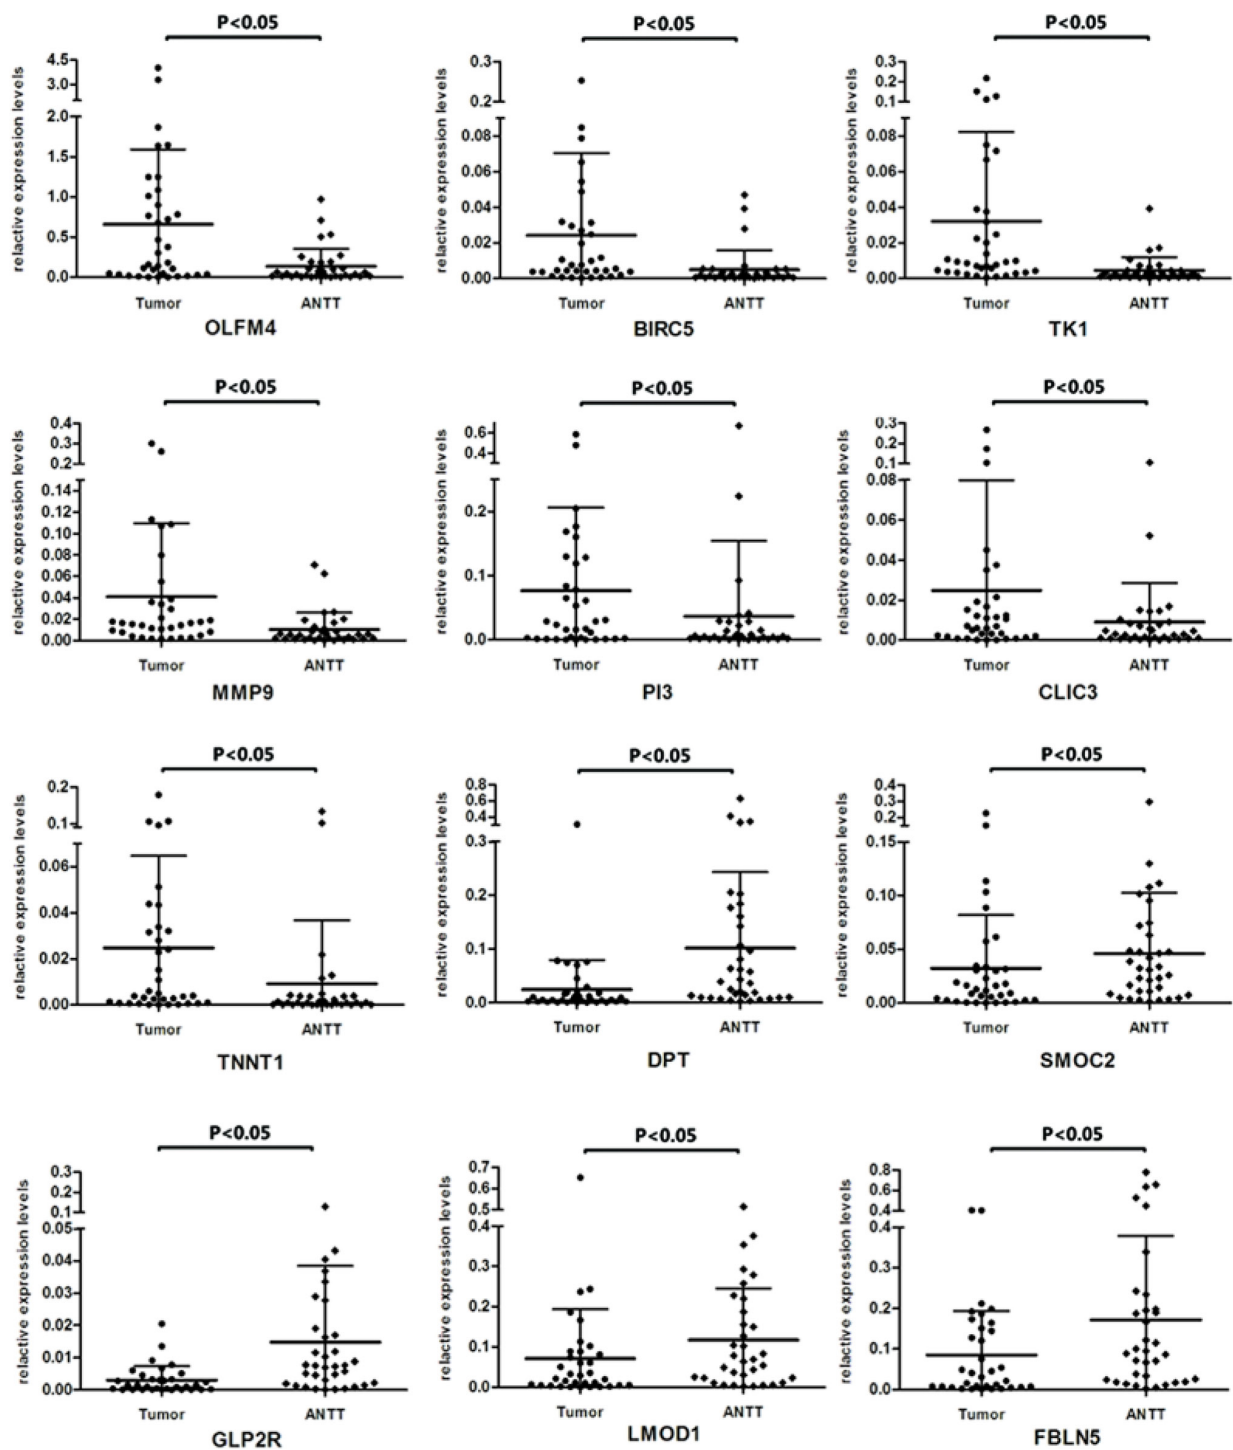 P<0.05
P<0.05
P<0.05
relactive expression levels
4.5
3.0
2.0
1.5
1.0
0.5
0.0
Tumor
ANTT
OLFM4
relactive expression levels
0.3
0.2
0.08
0.06
0.04
0.02
0.00
Tumor
ANTT
BIRC5
relactive expression levels
0.3
0.2
0.1
0.08
0.06
0.04
0.02
0.00
Tumor
ANTT
TK1
P<0.05
P<0.05
P<0.05
relactive expression levels
0.4
0.3
0.2
0.14
0.12
0.10
0.08
0.06
0.04
0.02
0.00
Tumor
ANTT
MMP9
relactive expression levels
0.6
0.4
0.2
0.1
0.0
Tumor
ANTT
PI3
relactive expression levels
0.3
0.2
0.1
0.08
0.06
0.04
0.02
0.00
Tumor
ANTT
CLIC3
P<0.05
P<0.05
P<0.05
relactive expression levels
0.2
0.1
0.06
0.04
0.02
0.00
Tumor
ANTT
TNNT1
relactive expression levels
0.8
0.6
0.4
0.3
0.2
0.1
0.0
Tumor
ANTT
DPT
relactive expression levels
0.4
0.3
0.2
0.15
0.10
0.05
0.00
Tumor
ANTT
SMOC2
P<0.05
P<0.05
P<0.05
relactive expression levels
0.3
0.2
0.1
0.05
0.04
0.03
0.02
0.01
0.00
Tumor
ANTT
GLP2R
relactive expression levels
0.7
0.6
0.5
0.4
0.3
0.2
0.1
0.0
Tumor
ANTT
LMOD1
relactive expression levels
0.8
0.6
0.4
0.4
0.3
0.2
0.1
0.0
Tumor
ANTT
FBLN5